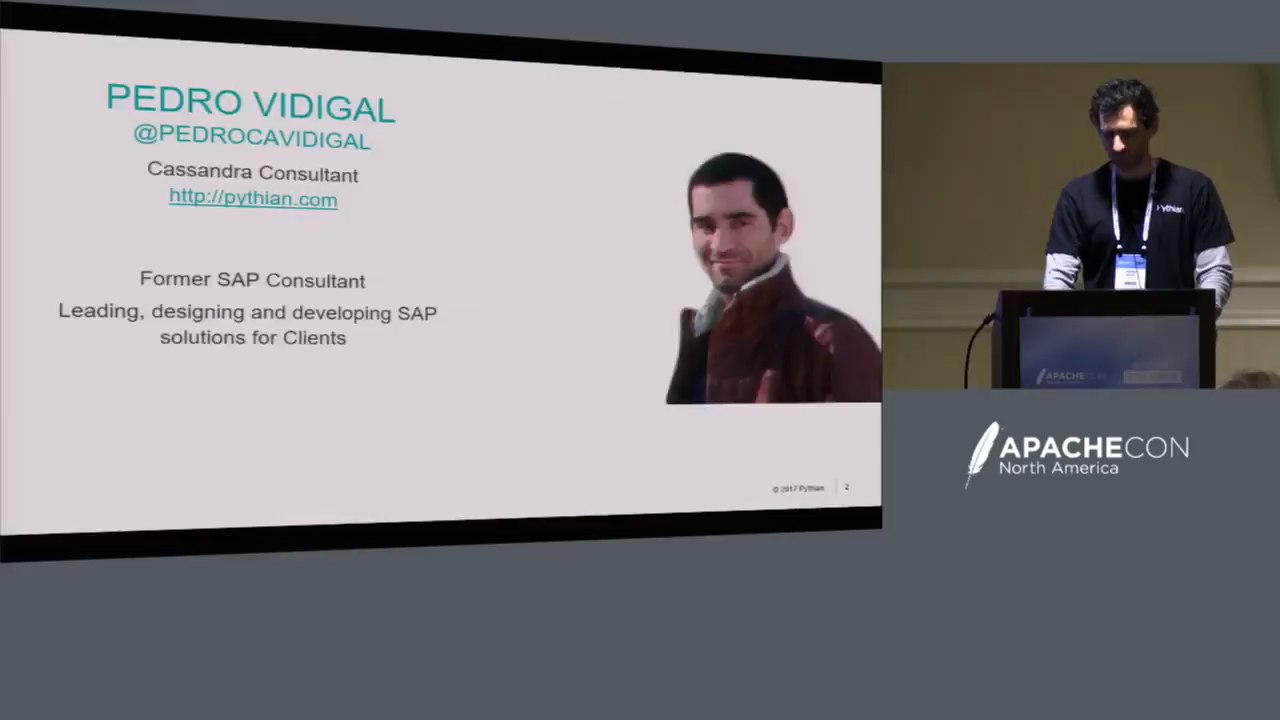 PEDRO VIDIGAL
@PEDROCAVIDIGAL
Cassandra Consultant
http://pythian.com
Former SAP Consultant
Leading, designing and developing SAP
solutions for Clients
© 2017 Pythian
2
Pythian
APACHECON
APACHECON
North America